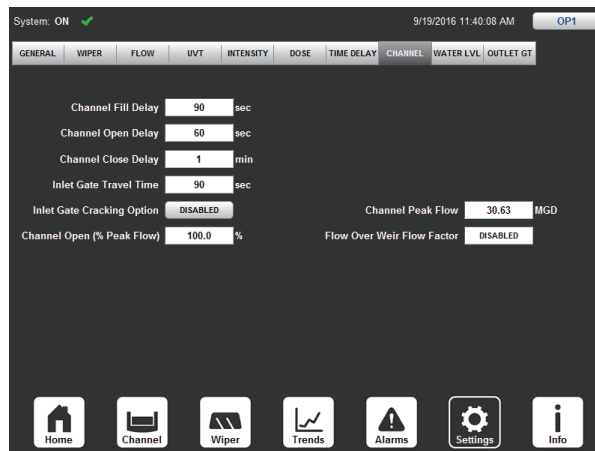 System: ON 9/19/2016 11:40:08 AM OP1
GENERAL WIPER FLOW UVT INTENSITY DOSE TIME DELAY CHANNEL WATER LVL OUTLET GT
Channel Fill Delay 90 sec
Channel Open Delay 60 sec
Channel Close Delay 1 min
Inlet Gate Travel Time 90 sec
Inlet Gate Cracking Option DISABLED Channel Peak Flow 30.63 MGD
Channel Open (% Peak Flow) 100.0 % Flow Over Weir Flow Factor DISABLED
Home Channel Wiper Trends Alarms Settings Info